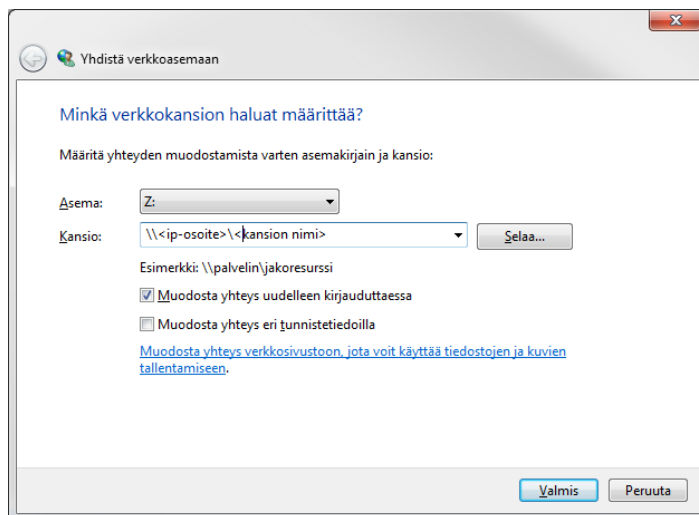 Yhdistä verkkoasemaan
Minkä verkkokansion haluat määrittää?
Määritä yhteyden muodostamista varten asemakirjain ja kansio:
Asema: Z:
Kansio: \\<ip-osoite>\<kansion nimi> Selaa...
Esimerkki: \\palvelin\jakoresurssi
Muodosta yhteys uudelleen kirjauduttaessa
Muodosta yhteys eri tunnistetiedoilla
Muodosta yhteys verkkosivustoon, jota voit käyttää tiedostojen ja kuvien
tallentamiseen.
Valmis Peruuta